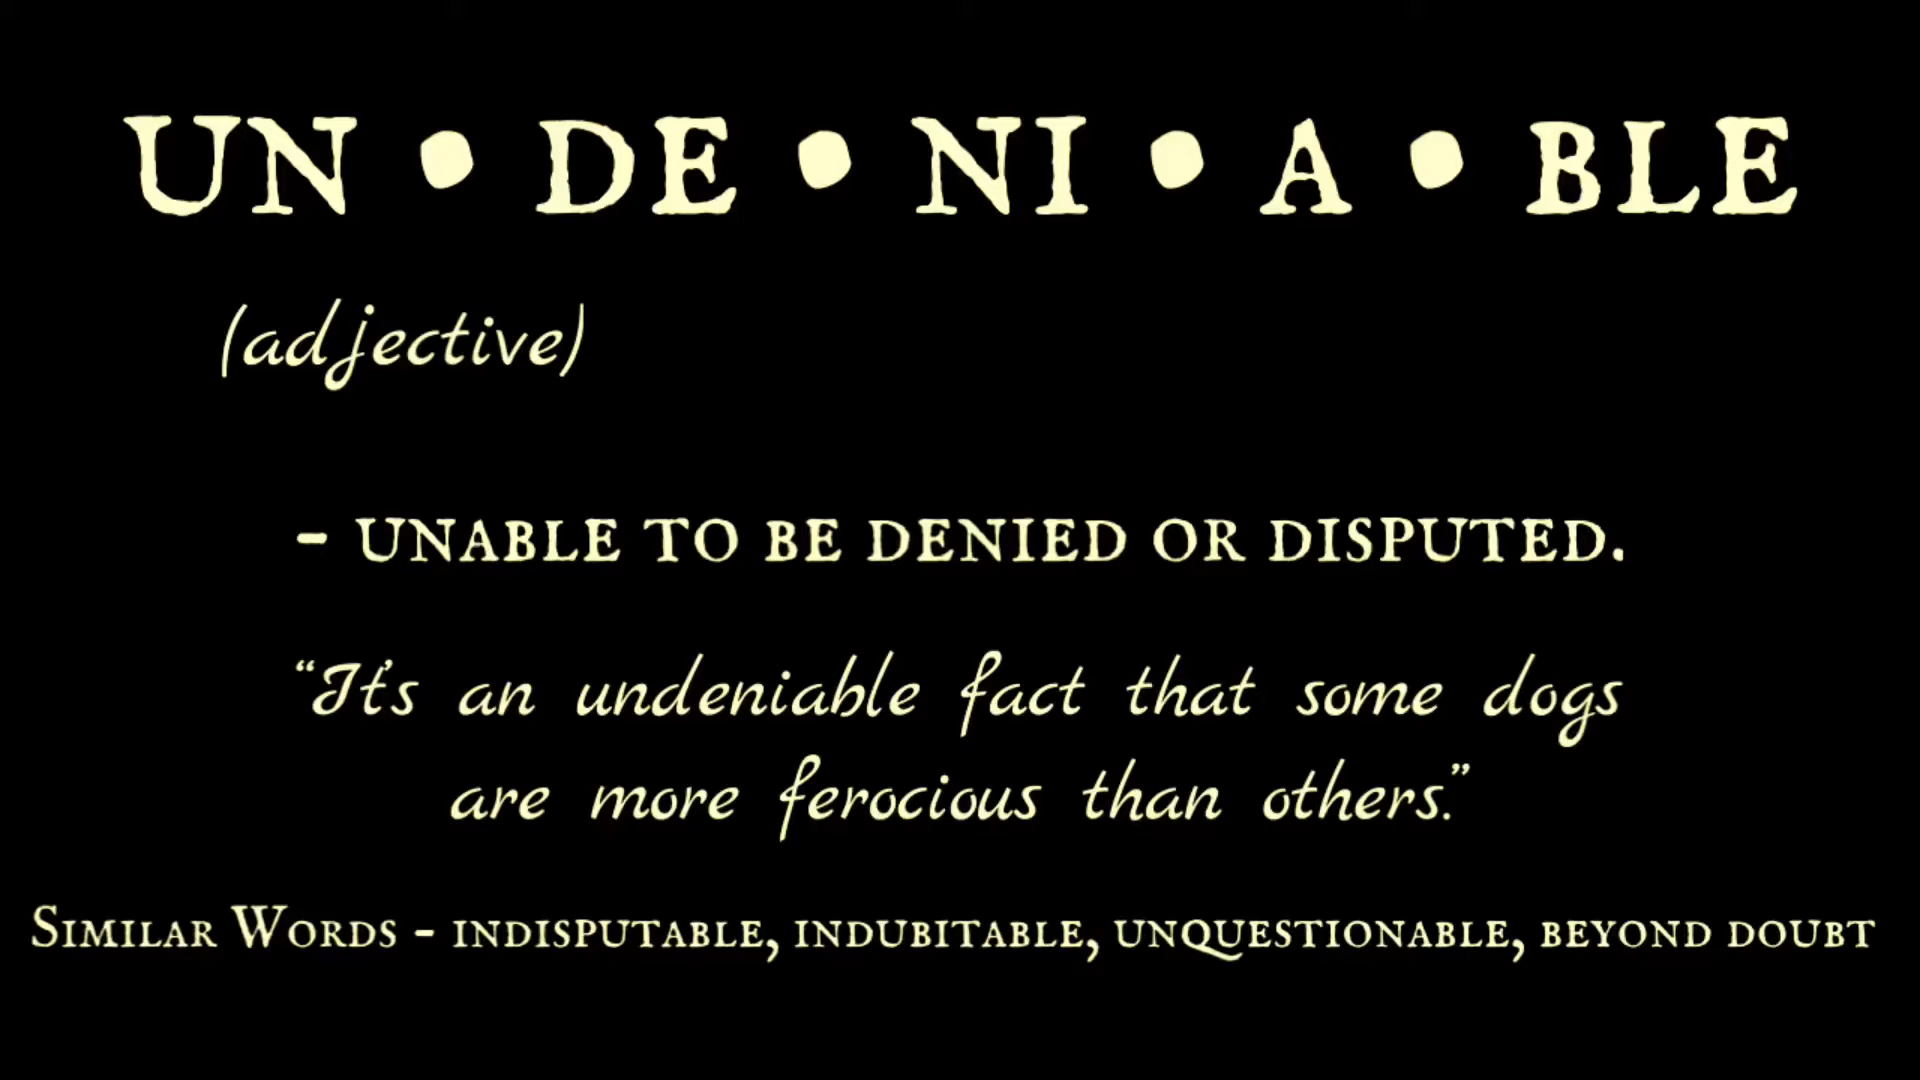 UN • DE • NI • A • BLE
(adjective)
- UNABLE TO BE DENIED OR DISPUTED.
“It's an undeniable fact that some dogs
are more ferocious than others.”
SIMILAR WORDS - INDISPUTABLE, INDUBITABLE, UNQUESTIONABLE, BEYOND DOUBT